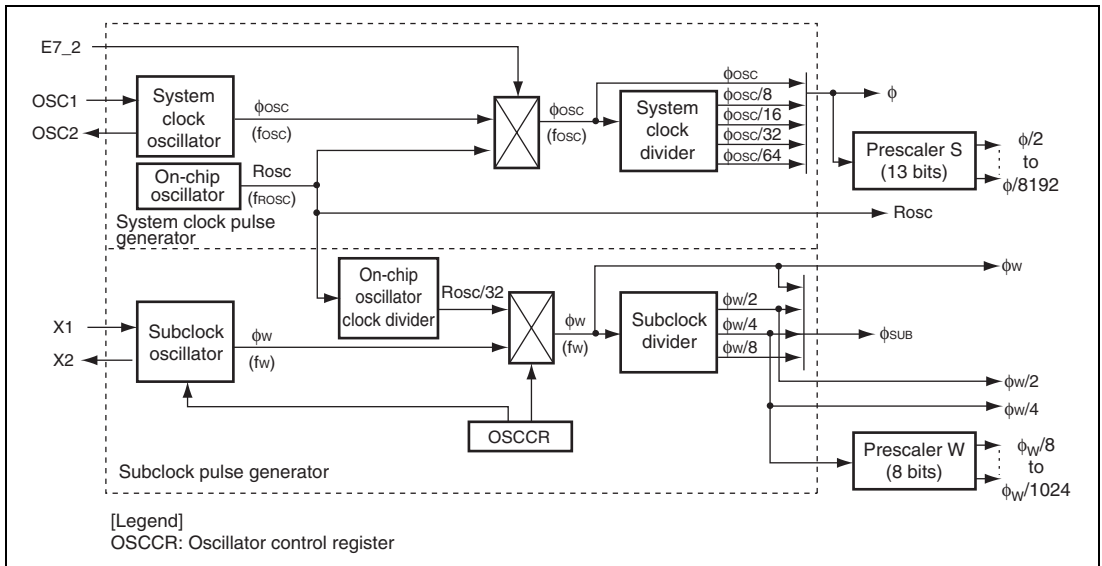 E7_2
OSC1
OSC2
System
clock
oscillator
φOSC
(fOSC)
On-chip
oscillator
Rosc
(fROSC)
System clock pulse
generator
φOSC
(fOSC)
System
clock
divider
φOSC
φOSC/8
φOSC/16
φOSC/32
φOSC/64
φ
Prescaler S
(13 bits)
φ/2
to
φ/8192
Rosc
On-chip
oscillator
clock divider
Rosc/32
X1
X2
Subclock
oscillator
φW
(fW)
φW
(fW)
Subclock
divider
φW/2
φW/4
φW/8
φW
φSUB
φW/2
φW/4
OSCCR
Prescaler W
(8 bits)
φW/8
to
φW/1024
Subclock pulse generator
[Legend]
OSCCR: Oscillator control register